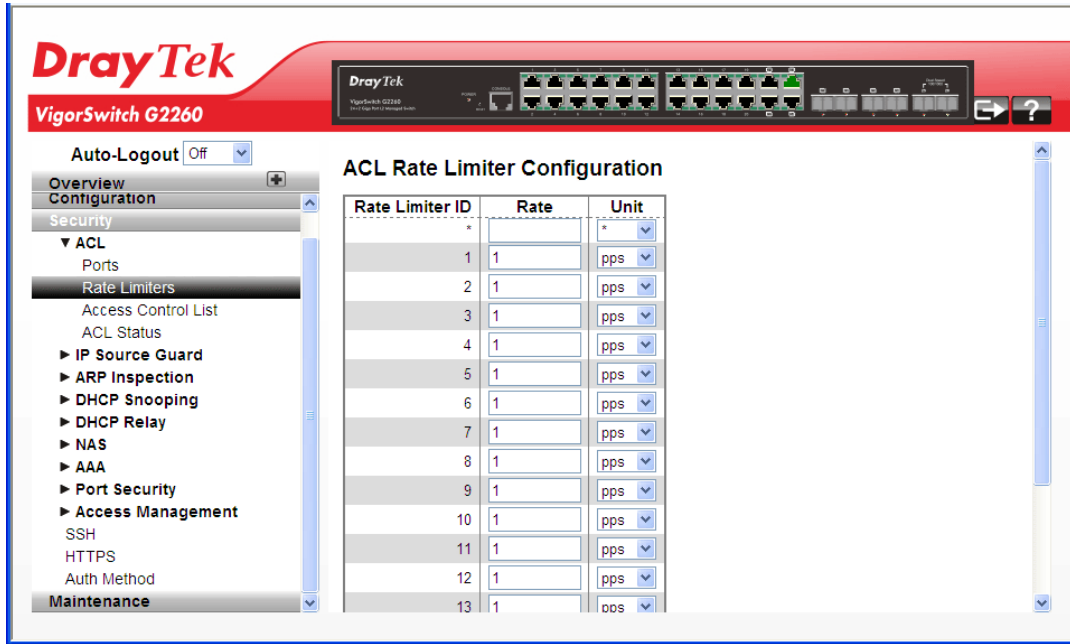 DrayTek
VigorSwitch G2260
DrayTek
VigorSwitch G2260
CONSOLE
?
Auto-Logout Off
Overview
Configuration
Security
▼ ACL
Ports
Rate Limiters
Access Control List
ACL Status
► IP Source Guard
► ARP Inspection
► DHCP Snooping
► DHCP Relay
► NAS
► AAA
► Port Security
► Access Management
SSH
HTTPS
Auth Method
Maintenance
ACL Rate Limiter Configuration
Rate Limiter ID Rate Unit
* *
1 1 pps
2 1 pps
3 1 pps
4 1 pps
5 1 pps
6 1 pps
7 1 pps
8 1 pps
9 1 pps
10 1 pps
11 1 pps
12 1 pps
13 1 pps